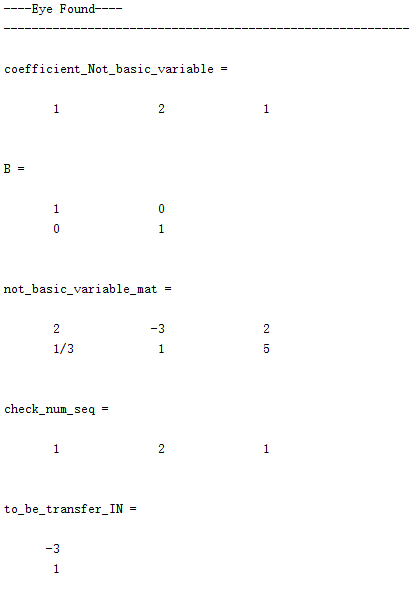 ----Eye Found----
----------------------------------------------------------
coefficient_Not_basic_variable =
1 2 1
B =
1 0
0 1
not_basic_variable_mat =
2 -3 2
1/3 1 5
check_num_seq =
1 2 1
to_be_transfer_IN =
-3
1